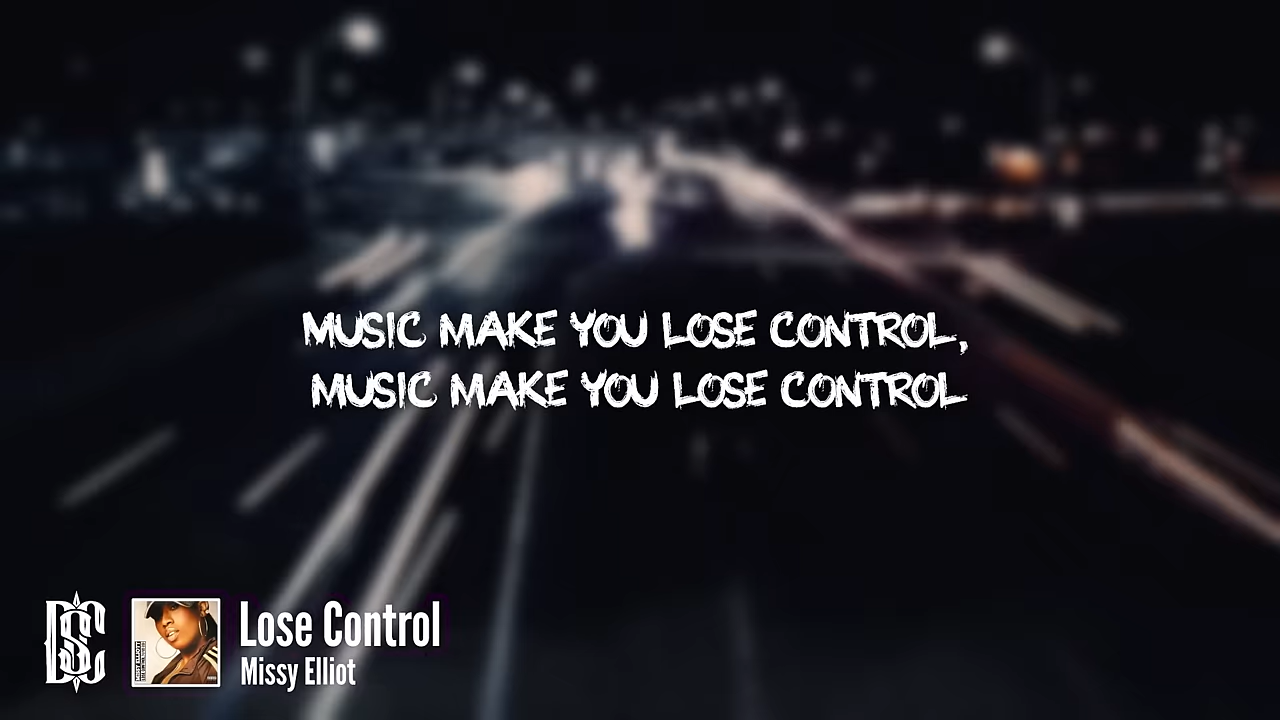 MUSIC MAKE YOU LOSE CONTROL,
MUSIC MAKE YOU LOSE CONTROL
Lose Control
Missy Elliot